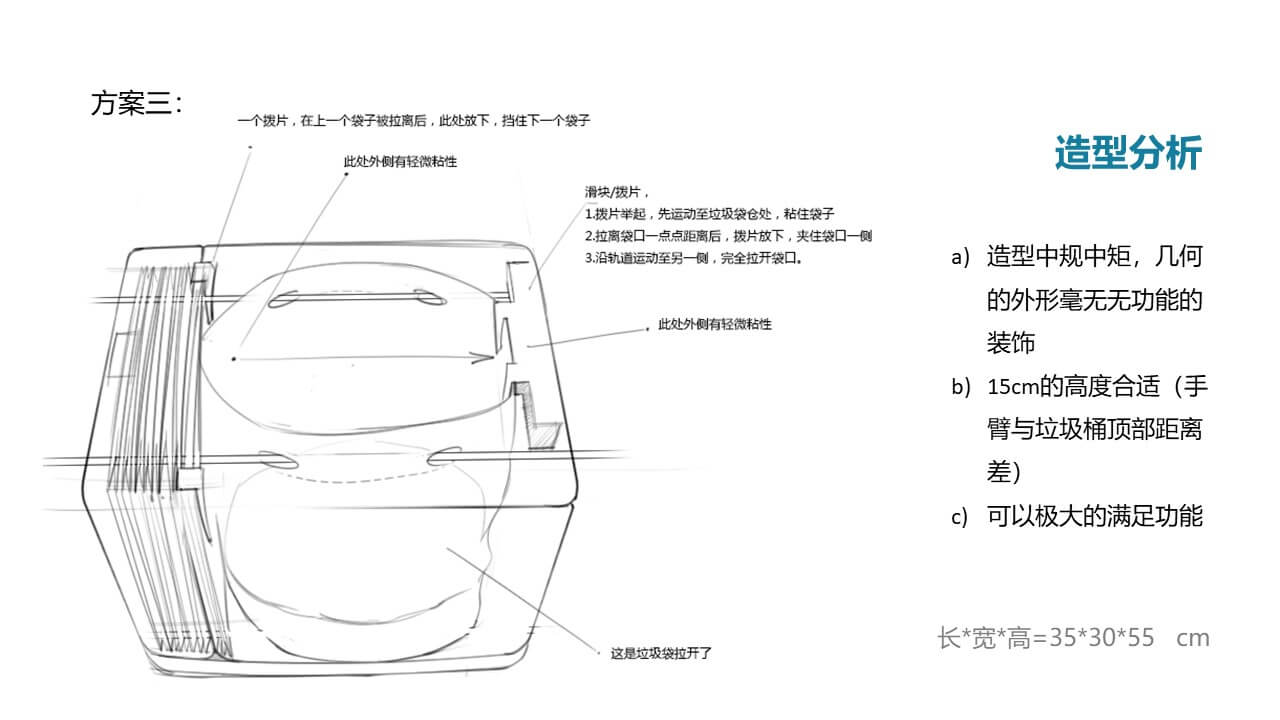 方案三：
一个拨片，在上一个袋子被拉离后，此处放下，挡住下一个袋子
此处外侧有轻微粘性
滑块/拨片，
1.拨片举起，先运动至垃圾袋仓处，粘住袋子
2.拉离袋口一点点距离后，拨片放下，夹住袋口一侧
3.沿轨道运动至另一侧，完全拉开袋口。
此处外侧有轻微粘性
这是垃圾袋拉开了
造型分析
a) 造型中规中矩，几何
的外形毫无无功能的
装饰
b) 15cm的高度合适（手
臂与垃圾桶顶部距离
差）
c) 可以极大的满足功能
长*宽*高=35*30*55 cm